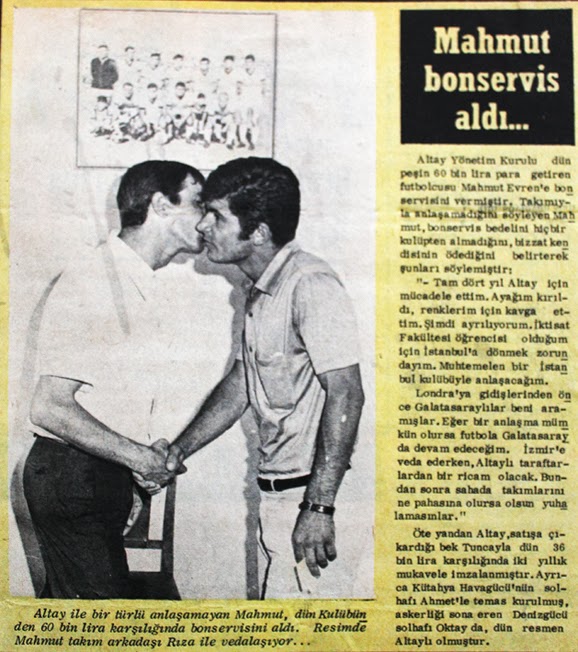 Mahmut
bonservis
aldı...
Altay Yönetim Kurulu dün
peşin 60 bin lira para getiren
futbolcusu Mahmut Evren'e bon
servisini vermiştir. Takımıy-
la anlaşamadığını söyleyen Mah
mut, bonservis bedelini hiçbir
kulüpten almadığını, bizzat ken
disinin ödediğini belirterek
şunları söylemiştir:
"- Tam dört yıl Altay için
mücadele ettim. Ayağım kırıl-
dı, renklerim için kavga et-
tim. Şimdi ayrılıyorum. İktisat
Fakültesi öğrencisi olduğum
için İstanbul'a dönmek zorun
dayım. Muhtemelen bir İstan
bul kulübüyle anlaşacağım.
Londra'ya gidişlerinden ön
ce Galatasaraylılar beni ara-
mışlar. Eğer bir anlaşma müm
kün olursa futbola Galatasaray
da devam edeceğim. İzmir'e
veda ederken, Altaylı taraftar-
lardan bir ricam olacak. Bun-
dan sonra sahada takımlarını
ne pahasına olursa olsun yuha
lamasınlar."
Öte yandan Altay, satışa çı-
kardığı bek Tuncayla dün 36
bin lira karşılığında iki yıllık
mukavele imzalanmıştır. Ayrı-
ca Kütahya Havagücü'nün sol-
hafı Ahmet'le temas kurulmuş,
askerliği sona eren Denizgücü
solhafı Oktay da, dün resmen
Altaylı olmuştur.
Altay ile bir türlü anlaşamayan Mahmut, dün Kulübün
den 60 bin lira karşılığında bonservisini aldı. Resimde
Mahmut takım arkadaşı Rıza ile vedalaşıyor...